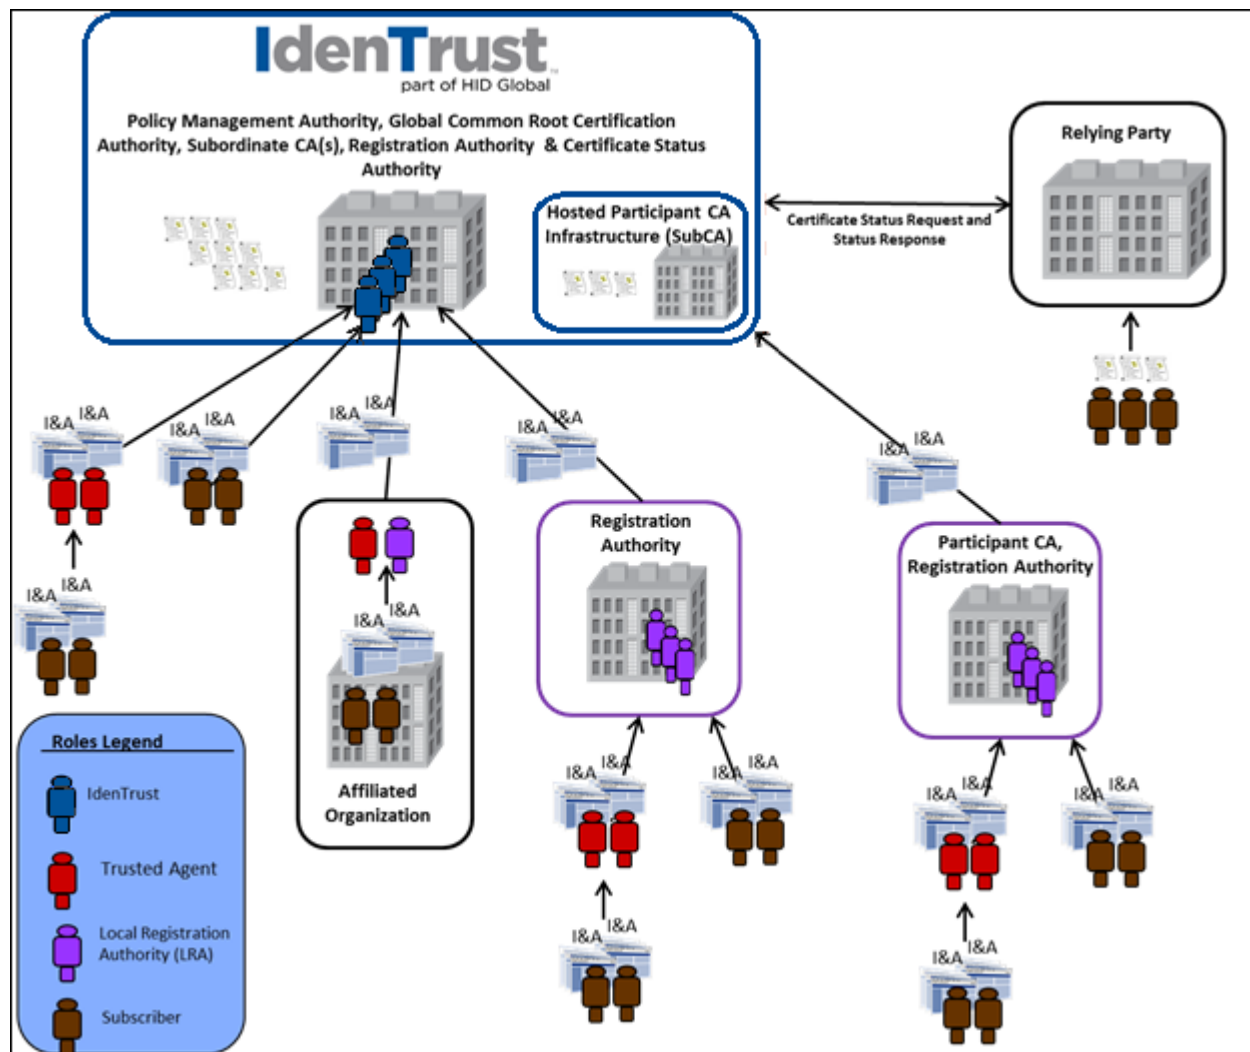 IdenTrust
™
part of HID Global
Policy Management Authority, Global Common Root Certification
Authority, Subordinate CA(s), Registration Authority & Certificate Status
Authority
Hosted Participant CA
Infrastructure (SubCA)
Relying Party
Certificate Status Request and
Status Response
I&A
I&A
I&A
I&A
I&A
I&A
I&A
I&A
I&A
I&A
I&A
I&A
Registration
Authority
Participant CA,
Registration Authority
I&A
I&A
Affiliated
Organization
I&A
I&A
I&A
I&A
I&A
I&A
I&A
I&A
I&A
I&A
I&A
I&A
Roles Legend
IdenTrust
Trusted Agent
Local Registration
Authority (LRA)
Subscriber